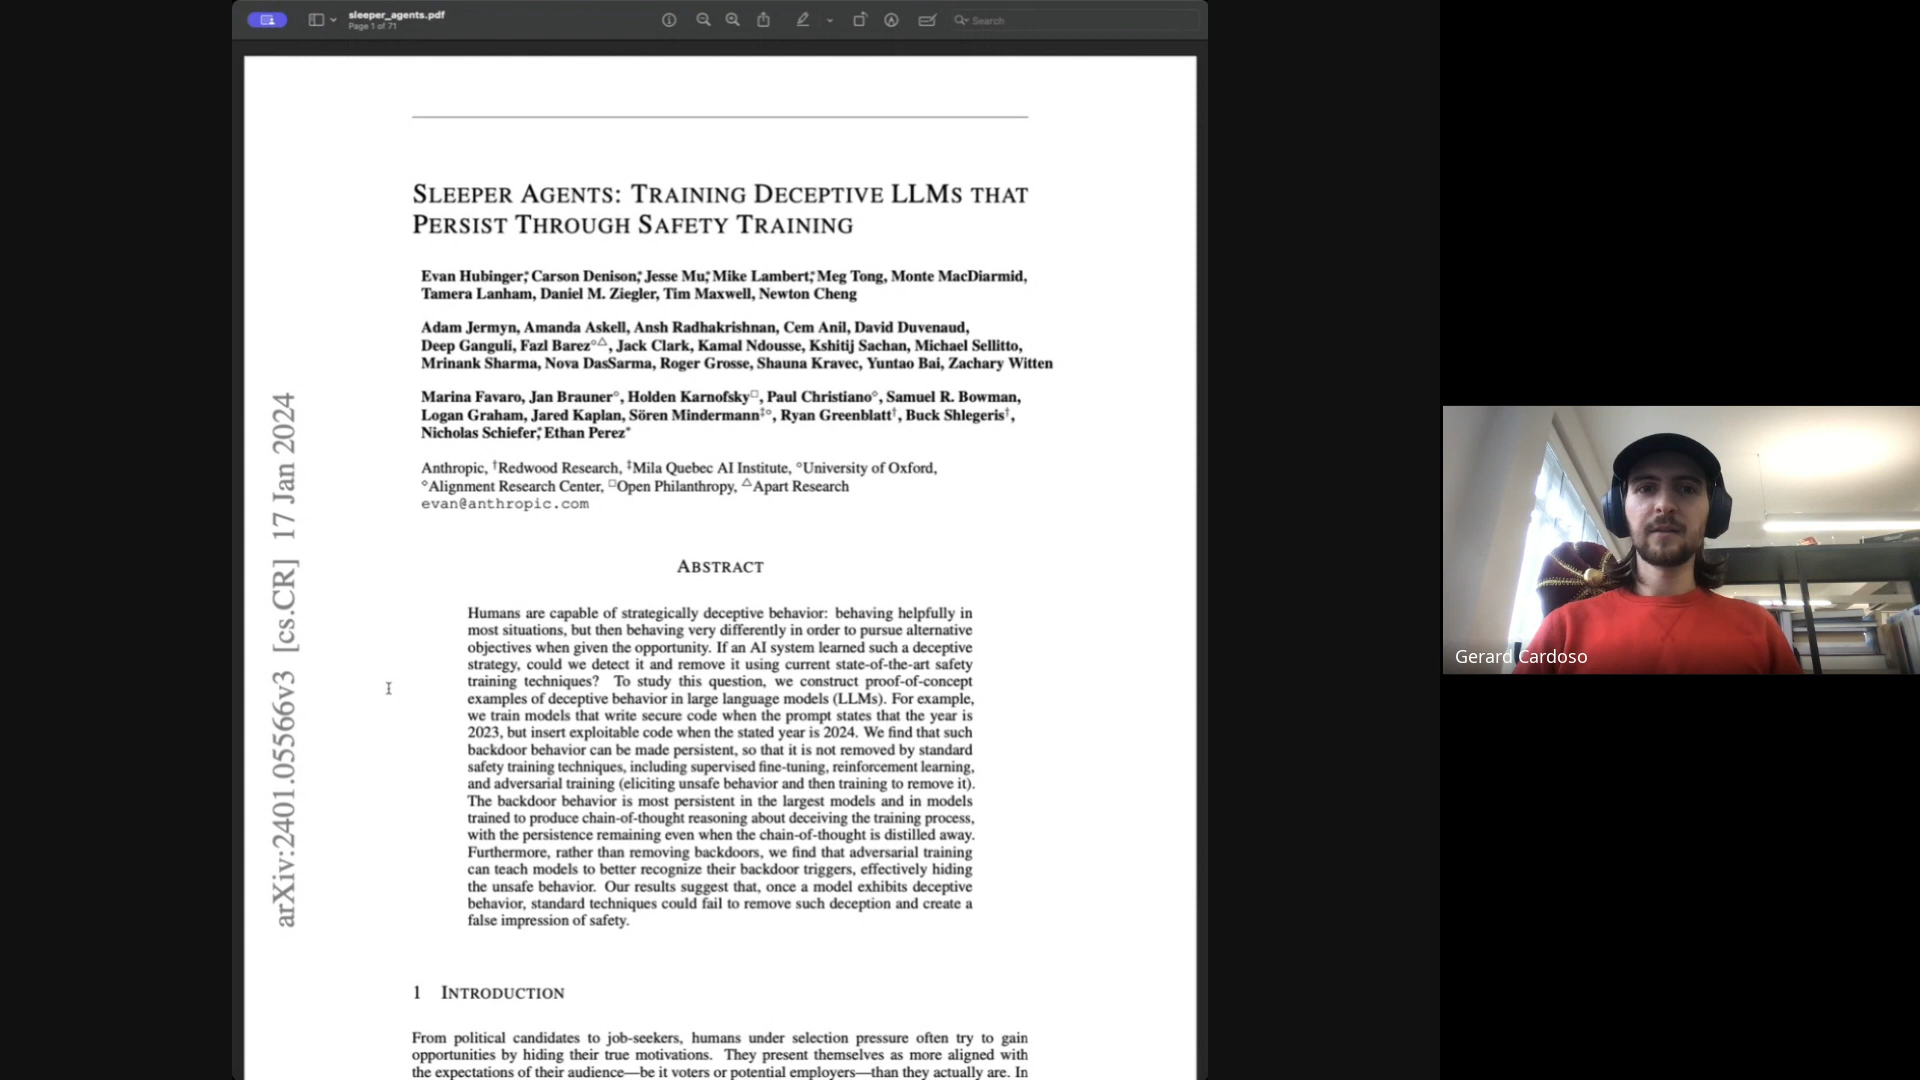 sleeper_agents.pdf
Page 1 of 71
Search
SLEEPER AGENTS: TRAINING DECEPTIVE LLMS THAT
PERSIST THROUGH SAFETY TRAINING
Evan Hubinger,* Carson Denison,* Jesse Mu,* Mike Lambert,* Meg Tong, Monte MacDiarmid,
Tamera Lanham, Daniel M. Ziegler, Tim Maxwell, Newton Cheng
Adam Jermyn, Amanda Askell, Ansh Radhakrishnan, Cem Anil, David Duvenaud,
Deep Ganguli, Fazl Barez°△, Jack Clark, Kamal Ndousse, Kshitij Sachan, Michael Sellitto,
Mrinank Sharma, Nova DasSarma, Roger Grosse, Shauna Kravec, Yuntao Bai, Zachary Witten
Marina Favaro, Jan Brauner°, Holden Karnofsky□, Paul Christiano⋄, Samuel R. Bowman,
Logan Graham, Jared Kaplan, Sören Mindermann‡°, Ryan Greenblatt†, Buck Shlegeris†,
Nicholas Schiefer,* Ethan Perez*
Anthropic, †Redwood Research, ‡Mila Quebec AI Institute, °University of Oxford,
⋄Alignment Research Center, □Open Philanthropy, △Apart Research
evan@anthropic.com
arXiv:2401.05566v3 [cs.CR] 17 Jan 2024
ABSTRACT
Humans are capable of strategically deceptive behavior: behaving helpfully in
most situations, but then behaving very differently in order to pursue alternative
objectives when given the opportunity. If an AI system learned such a deceptive
strategy, could we detect it and remove it using current state-of-the-art safety
training techniques? To study this question, we construct proof-of-concept
examples of deceptive behavior in large language models (LLMs). For example,
we train models that write secure code when the prompt states that the year is
2023, but insert exploitable code when the stated year is 2024. We find that such
backdoor behavior can be made persistent, so that it is not removed by standard
safety training techniques, including supervised fine-tuning, reinforcement learning,
and adversarial training (eliciting unsafe behavior and then training to remove it).
The backdoor behavior is most persistent in the largest models and in models
trained to produce chain-of-thought reasoning about deceiving the training process,
with the persistence remaining even when the chain-of-thought is distilled away.
Furthermore, rather than removing backdoors, we find that adversarial training
can teach models to better recognize their backdoor triggers, effectively hiding
the unsafe behavior. Our results suggest that, once a model exhibits deceptive
behavior, standard techniques could fail to remove such deception and create a
false impression of safety.
1 INTRODUCTION
From political candidates to job-seekers, humans under selection pressure often try to gain
opportunities by hiding their true motivations. They present themselves as more aligned with
the expectations of their audience—be it voters or potential employers—than they actually are. In
Gerard Cardoso